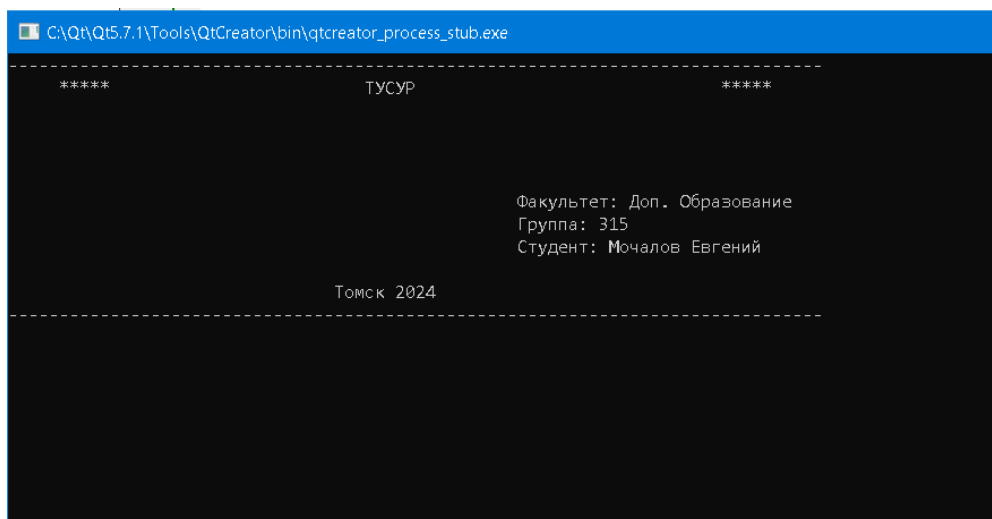 C:\Qt\Qt5.7.1\Tools\QtCreator\bin\qtcreator_process_stub.exe
--------------------------------------------------------------------------------
***** ТУСУР *****
Факультет: Доп. Образование
Группа: 315
Студент: Мочалов Евгений
Томск 2024
--------------------------------------------------------------------------------